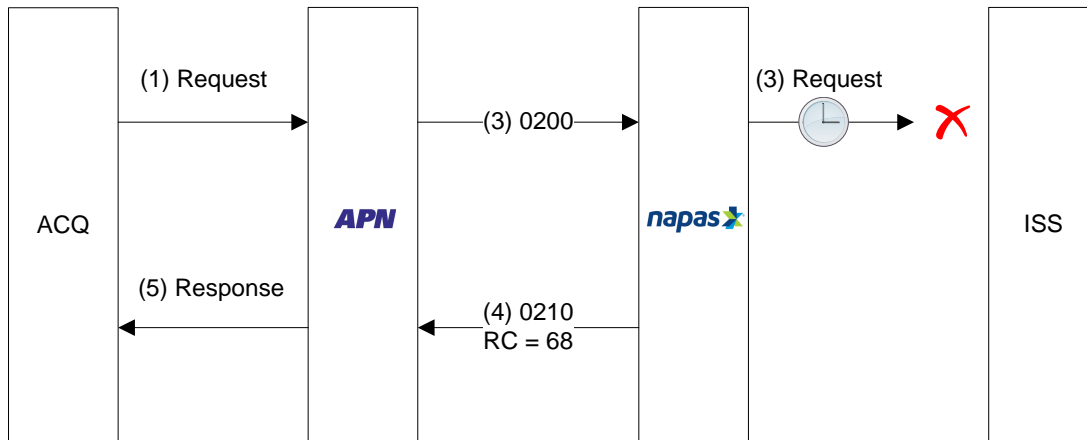 (1) Request
(3) 0200
(3) Request
ACQ
APN
napas
ISS
(5) Response
(4) 0210
RC = 68